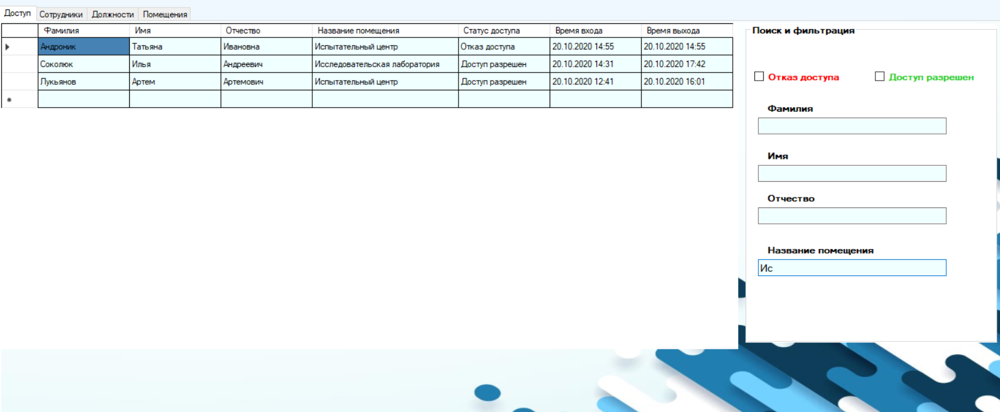 Доступ Сотрудники Должности Помещения
Фамилия Имя Отчество Название помещения Статус доступа Время входа Время выхода
Андроник Татьяна Ивановна Испытательный центр Отказ доступа 20.10.2020 14:55 20.10.2020 14:55
Соколюк Илья Андреевич Исследовательская лаборатория Доступ разрешен 20.10.2020 14:31 20.10.2020 17:42
Лукьянов Артем Артемович Испытательный центр Доступ разрешен 20.10.2020 12:41 20.10.2020 16:01
Поиск и фильтрация
Отказ доступа Доступ разрешен
Фамилия
Имя
Отчество
Название помещения
Ис